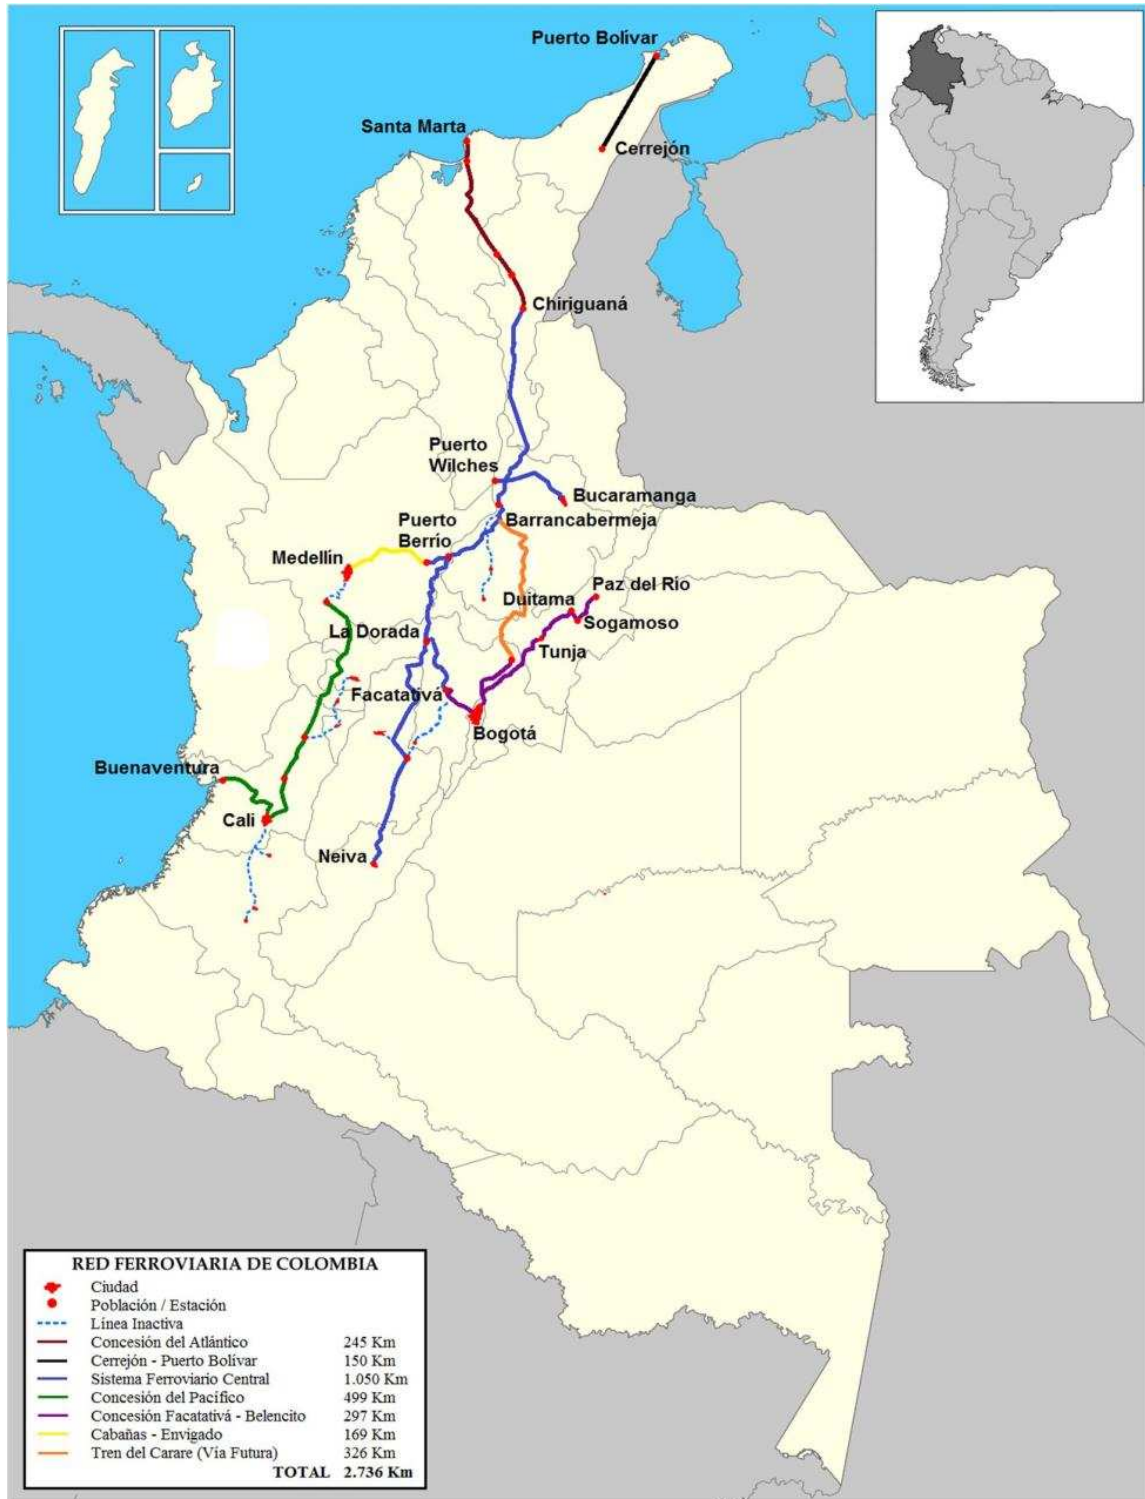 Puerto Bolívar
Santa Marta
Cerrejón
Chiriguaná
Puerto
Wilches
Bucaramanga
Puerto
Berrío
Barrancabermeja
Medellín
Paz del Río
Duitama
Sogamoso
La Dorada
Tunja
Facatativá
Bogotá
Buenaventura
Cali
Neiva
RED FERROVIARIA DE COLOMBIA
Ciudad
Población / Estación
Línea Inactiva
Concesión del Atlántico 245 Km
Cerrejón - Puerto Bolívar 150 Km
Sistema Ferroviario Central 1.050 Km
Concesión del Pacífico 499 Km
Concesión Facatativá - Belencito 297 Km
Cabañas - Envigado 169 Km
Tren del Carare (Vía Futura) 326 Km
TOTAL 2.736 Km